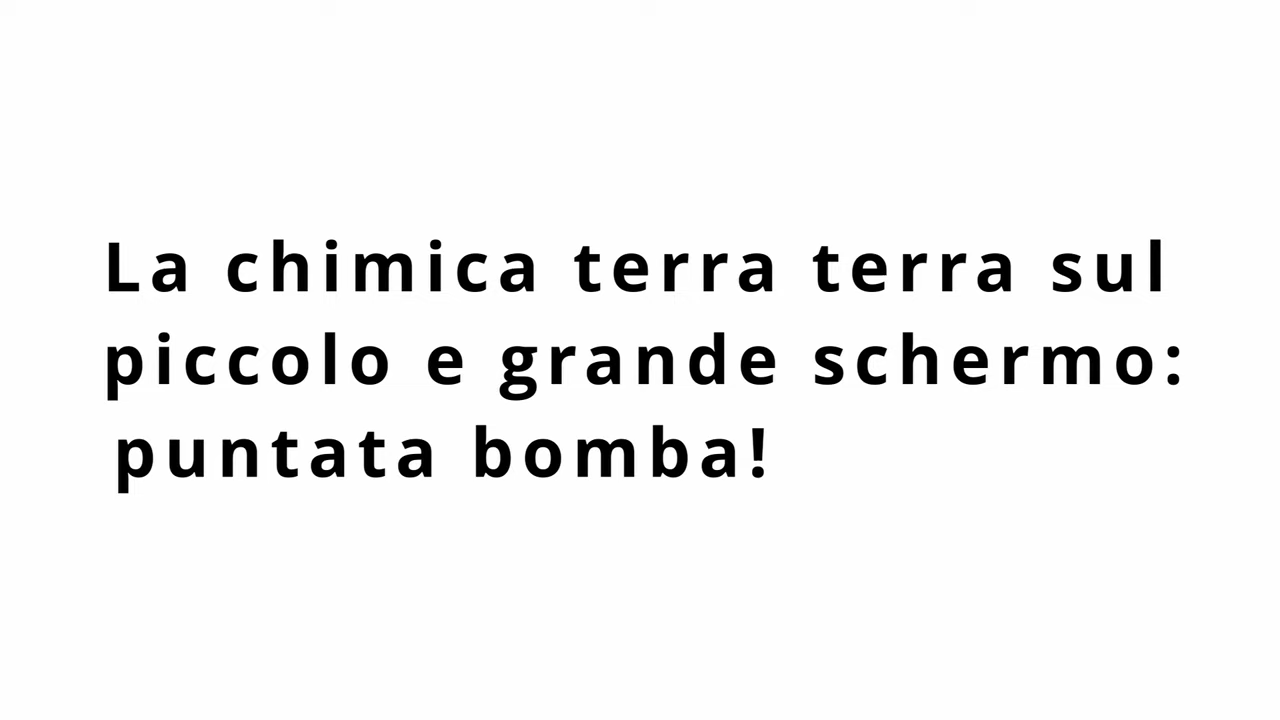 La chimica terra terra sul
piccolo e grande schermo:
puntata bomba!